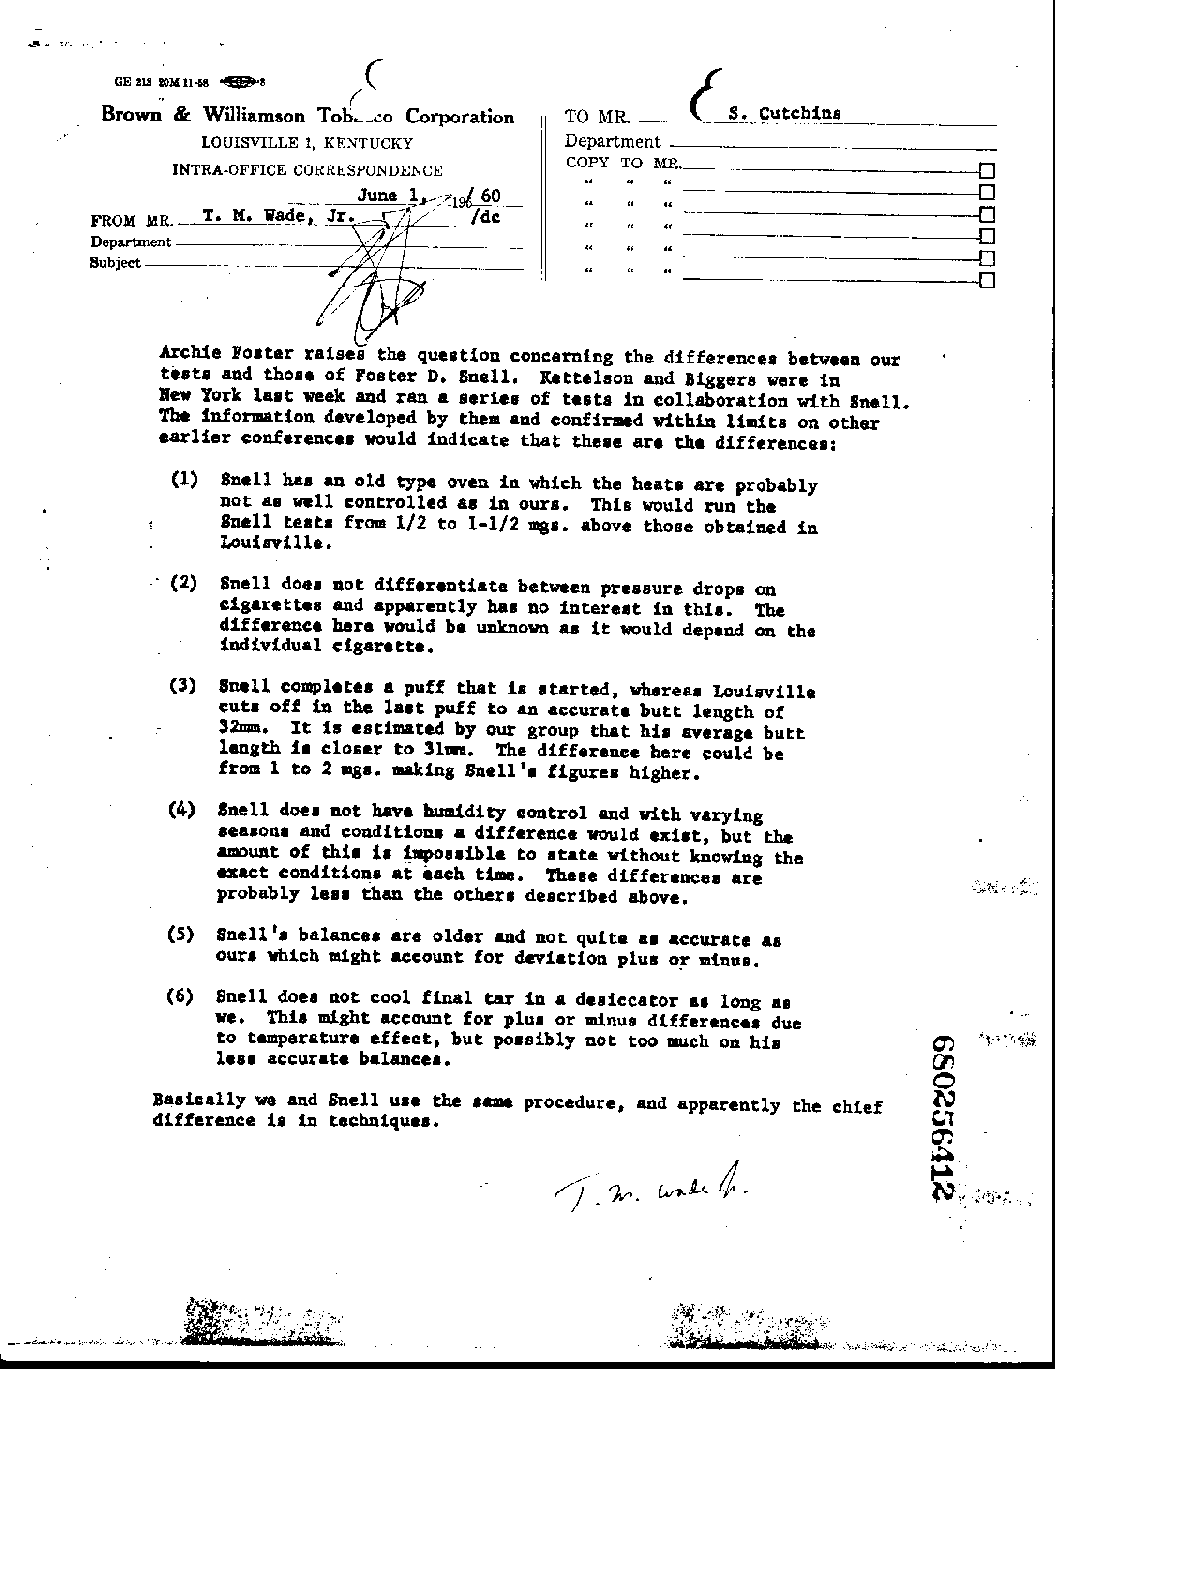 GE 213 20M 11-58
Brown & Williamson Tobacco Corporation
LOUISVILLE 1, KENTUCKY
INTRA-OFFICE CORRESPONDENCE
June 1, 196 60
FROM MR. T. M. Wade, Jr. /dc
Department
Subject
TO MR. S. Cutchins
Department
COPY TO MR.
“ “ “
“ “ “
“ “ “
“ “ “
“ “ “
Archie Foster raises the question concerning the differences between our
tests and those of Foster D. Snell. Kettelson and Biggers were in
New York last week and ran a series of tests in collaboration with Snell.
The information developed by them and confirmed within limits on other
earlier conferences would indicate that these are the differences:
(1) Snell has an old type oven in which the heats are probably
not as well controlled as in ours. This would run the
Snell tests from 1/2 to 1-1/2 mgs. above those obtained in
Louisville.
(2) Snell does not differentiate between pressure drops on
cigarettes and apparently has no interest in this. The
difference here would be unknown as it would depend on the
individual cigarette.
(3) Snell completes a puff that is started, whereas Louisville
cuts off in the last puff to an accurate butt length of
32mm. It is estimated by our group that his average butt
length is closer to 31mm. The difference here could be
from 1 to 2 mgs. making Snell's figures higher.
(4) Snell does not have humidity control and with varying
seasons and conditions a difference would exist, but the
amount of this is impossible to state without knowing the
exact conditions at each time. These differences are
probably less than the others described above.
(5) Snell's balances are older and not quite as accurate as
ours which might account for deviation plus or minus.
(6) Snell does not cool final tar in a desiccator as long as
we. This might account for plus or minus differences due
to temperature effect, but possibly not too much on his
less accurate balances.
Basically we and Snell use the same procedure, and apparently the chief
difference is in techniques.
T. M. Wade Jr.
680256412